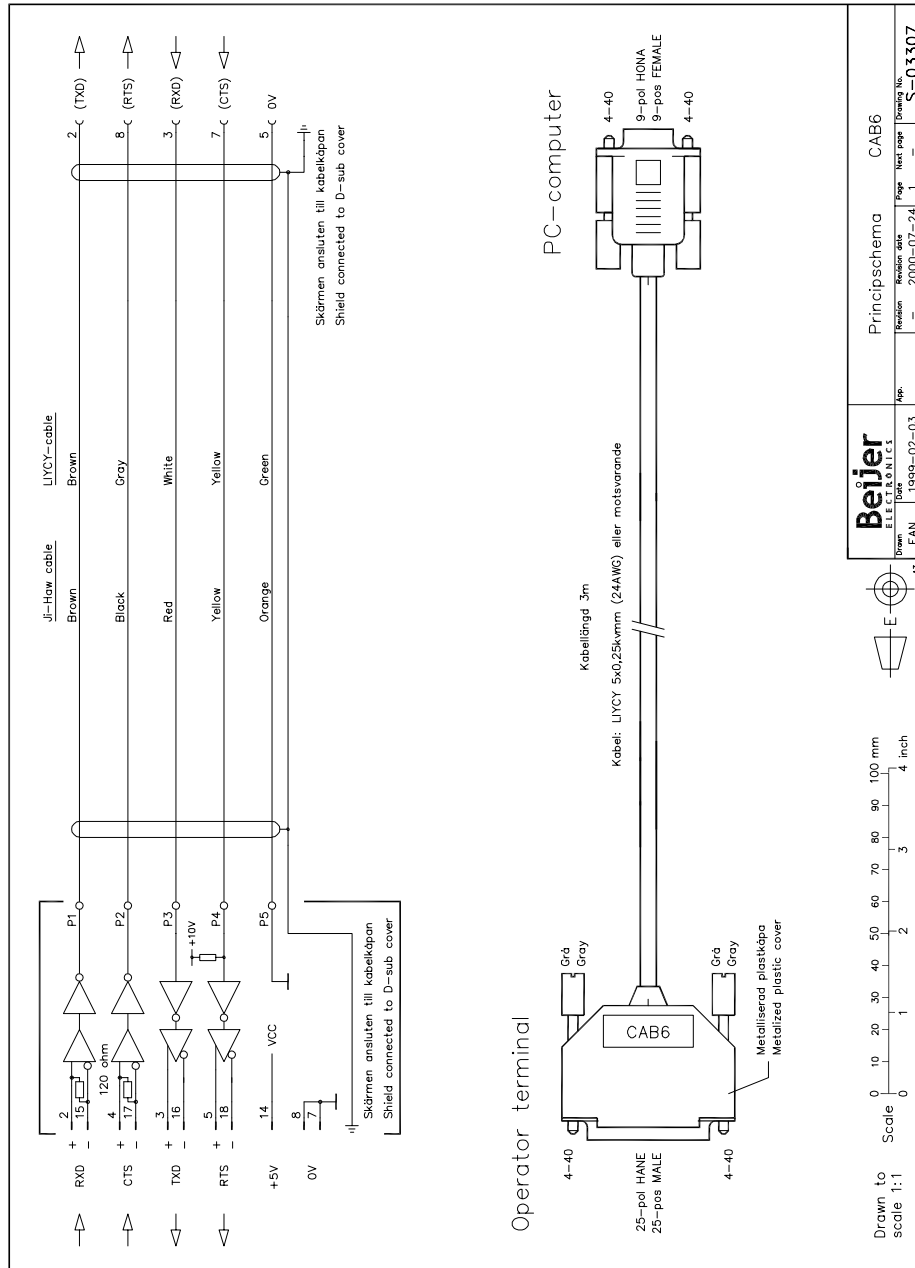 RXD + 2
- 15
CTS + 4
- 17
TXD + 3
- 16
RTS + 5
- 18
+5V 14 VCC
0V 8
7
120 ohm
+10V
P1
P2
P3
P4
P5
Skärmen ansluten till kabelkåpan
Shield connected to D-sub cover
Ji-Haw cable
Brown
Black
Red
Yellow
Orange
LIYCY-cable
Brown
Gray
White
Yellow
Green
2 (TXD)
8 (RTS)
3 (RXD)
7 (CTS)
5 0V
Skärmen ansluten till kabelkåpan
Shield connected to D-sub cover
Operator terminal
4-40
25-pol HANE
25-pos MALE
4-40
Grå
Gray
CAB6
Grå
Gray
Metalliserad plastkåpa
Metalized plastic cover
Kabellängd 3m
Kabel: LIYCY 5x0,25kvmm (24AWG) eller motsvarande
PC-computer
4-40
9-pol HONA
9-pos FEMALE
4-40
Drawn to
scale 1:1
Scale
0 10 20 30 40 50 60 70 80 90 100 mm
0 1 2 3 4 inch
E
Beijer
ELECTRONICS
Principschema CAB6
Drawn
Date
1999-02-03
App.
Revision
-
Revision date
2000-07-24
Page
1
Next page
-
Drawing No.
S-03307